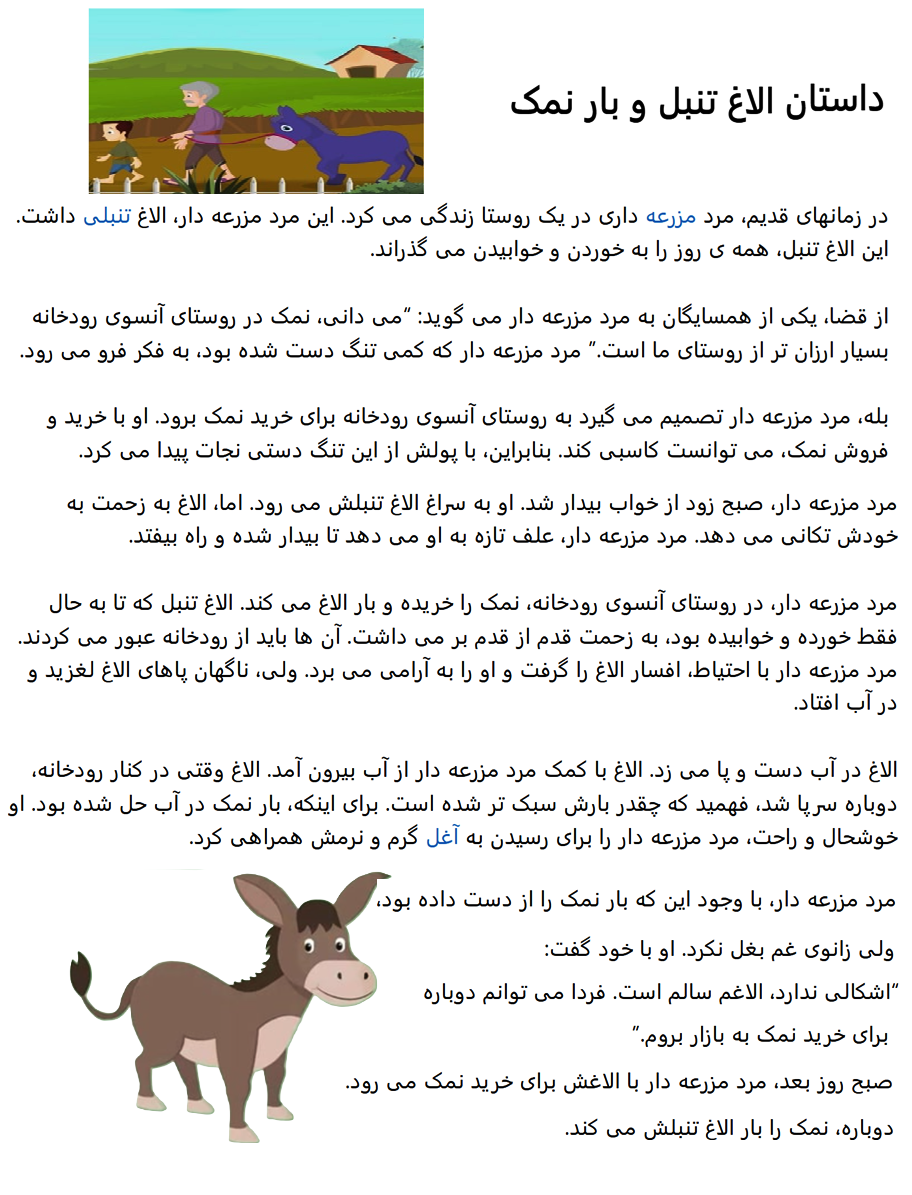 داستان الاغ تنبل و بار نمک
در زمانهای قدیم، مرد مزرعه داری در یک روستا زندگی می کرد. این مرد مزرعه دار، الاغ تنبلی داشت.
این الاغ تنبل، همه ی روز را به خوردن و خوابیدن می گذراند.
از قضا، یکی از همسایگان به مرد مزرعه دار می گوید: “می دانی، نمک در روستای آنسوی رودخانه
بسیار ارزان تر از روستای ما است.” مرد مزرعه دار که کمی تنگ دست شده بود، به فکر فرو می رود.
بله، مرد مزرعه دار تصمیم می گیرد به روستای آنسوی رودخانه برای خرید نمک برود. او با خرید و
فروش نمک، می توانست کاسبی کند. بنابراین، با پولش از این تنگ دستی نجات پیدا می کرد.
مرد مزرعه دار، صبح زود از خواب بیدار شد. او به سراغ الاغ تنبلش می رود. اما، الاغ به زحمت به
خودش تکانی می دهد. مرد مزرعه دار، علف تازه به او می دهد تا بیدار شده و راه بیفتد.
مرد مزرعه دار، در روستای آنسوی رودخانه، نمک را خریده و بار الاغ می کند. الاغ تنبل که تا به حال
فقط خورده و خوابیده بود، به زحمت قدم از قدم بر می داشت. آن ها باید از رودخانه عبور می کردند.
مرد مزرعه دار با احتیاط، افسار الاغ را گرفت و او را به آرامی می برد. ولی، ناگهان پاهای الاغ لغزید و
در آب افتاد.
الاغ در آب دست و پا می زد. الاغ با کمک مرد مزرعه دار از آب بیرون آمد. الاغ وقتی در کنار رودخانه،
دوباره سرپا شد، فهمید که چقدر بارش سبک تر شده است. برای اینکه، بار نمک در آب حل شده بود. او
خوشحال و راحت، مرد مزرعه دار را برای رسیدن به آغل گرم و نرمش همراهی کرد.
مرد مزرعه دار، با وجود این که بار نمک را از دست داده بود،
ولی زانوی غم بغل نکرد. او با خود گفت:
“اشکالی ندارد، الاغم سالم است. فردا می توانم دوباره
برای خرید نمک به بازار بروم.”
صبح روز بعد، مرد مزرعه دار با الاغش برای خرید نمک می رود.
دوباره، نمک را بار الاغ تنبلش می کند.